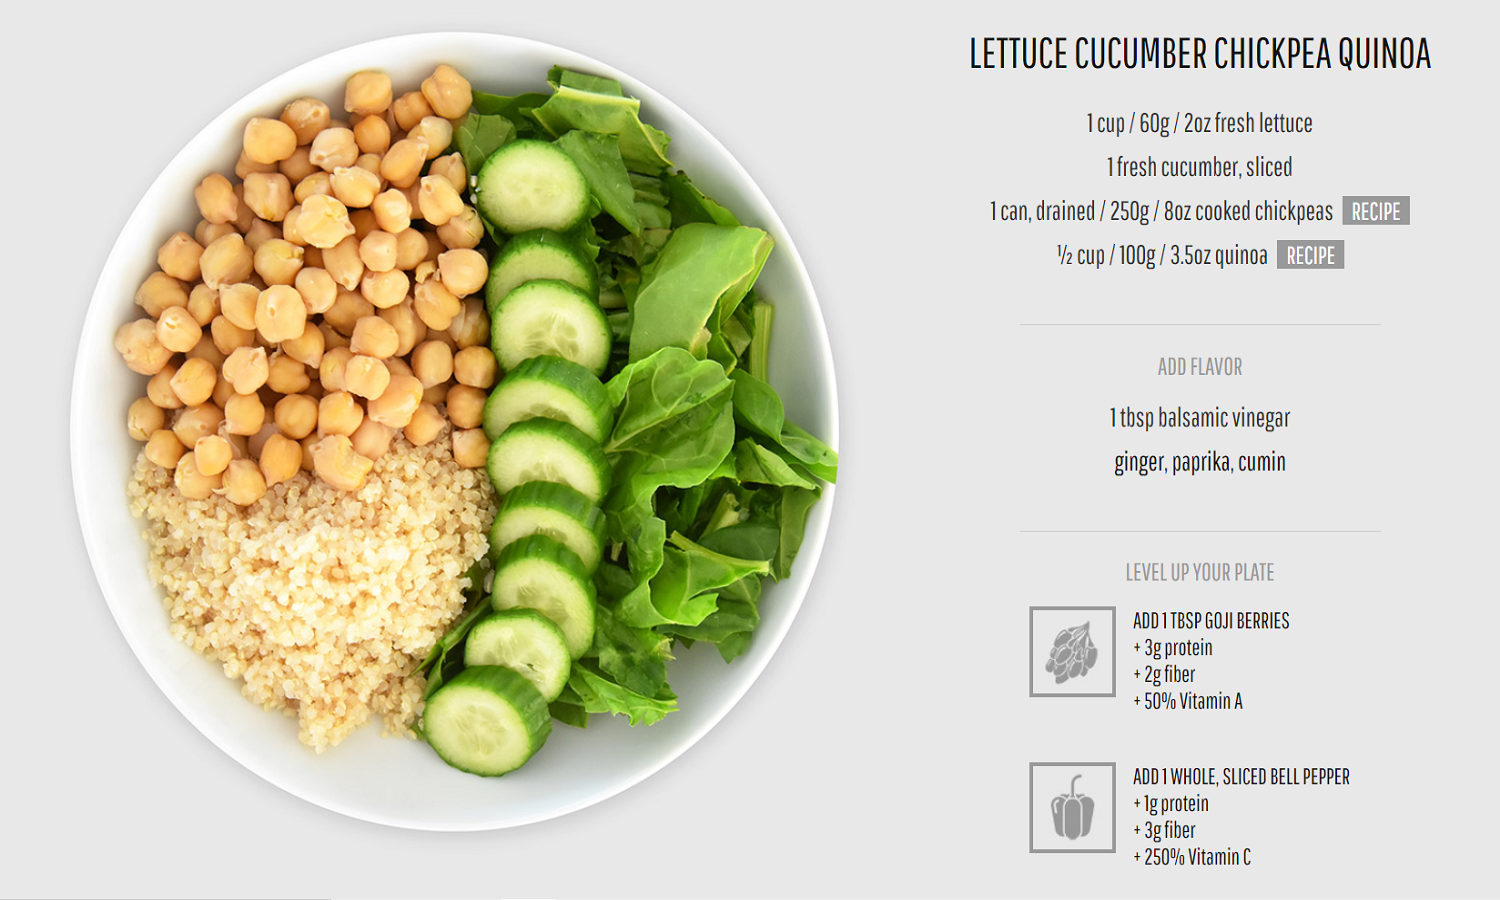 LETTUCE CUCUMBER CHICKPEA QUINOA
1 cup / 60g / 2oz fresh lettuce
1 fresh cucumber, sliced
1 can, drained / 250g / 8oz cooked chickpeas RECIPE
½ cup / 100g / 3.5oz quinoa RECIPE
ADD FLAVOR
1 tbsp balsamic vinegar
ginger, paprika, cumin
LEVEL UP YOUR PLATE
ADD 1 TBSP GOJI BERRIES
+ 3g protein
+ 2g fiber
+ 50% Vitamin A
ADD 1 WHOLE, SLICED BELL PEPPER
+ 1g protein
+ 3g fiber
+ 250% Vitamin C